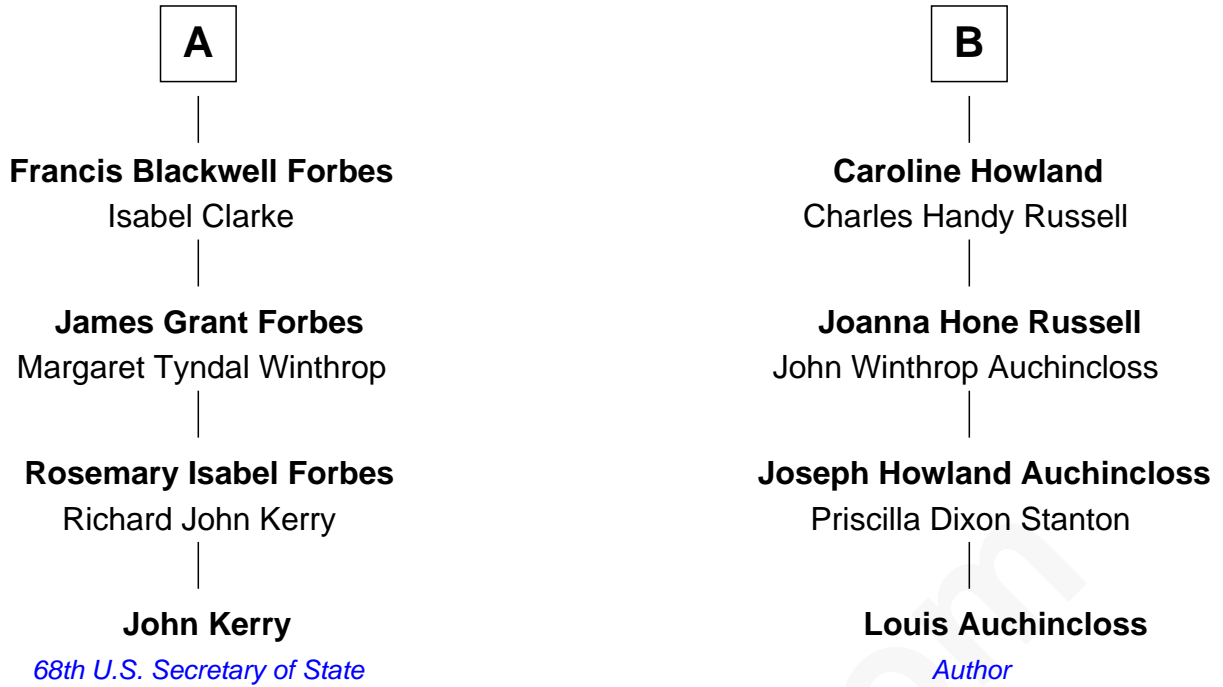 A
Francis Blackwell Forbes
Isabel Clarke
James Grant Forbes
Margaret Tyndal Winthrop
Rosemary Isabel Forbes
Richard John Kerry
John Kerry
68th U.S. Secretary of State
B
Caroline Howland
Charles Handy Russell
Joanna Hone Russell
John Winthrop Auchincloss
Joseph Howland Auchincloss
Priscilla Dixon Stanton
Louis Auchincloss
Author
om